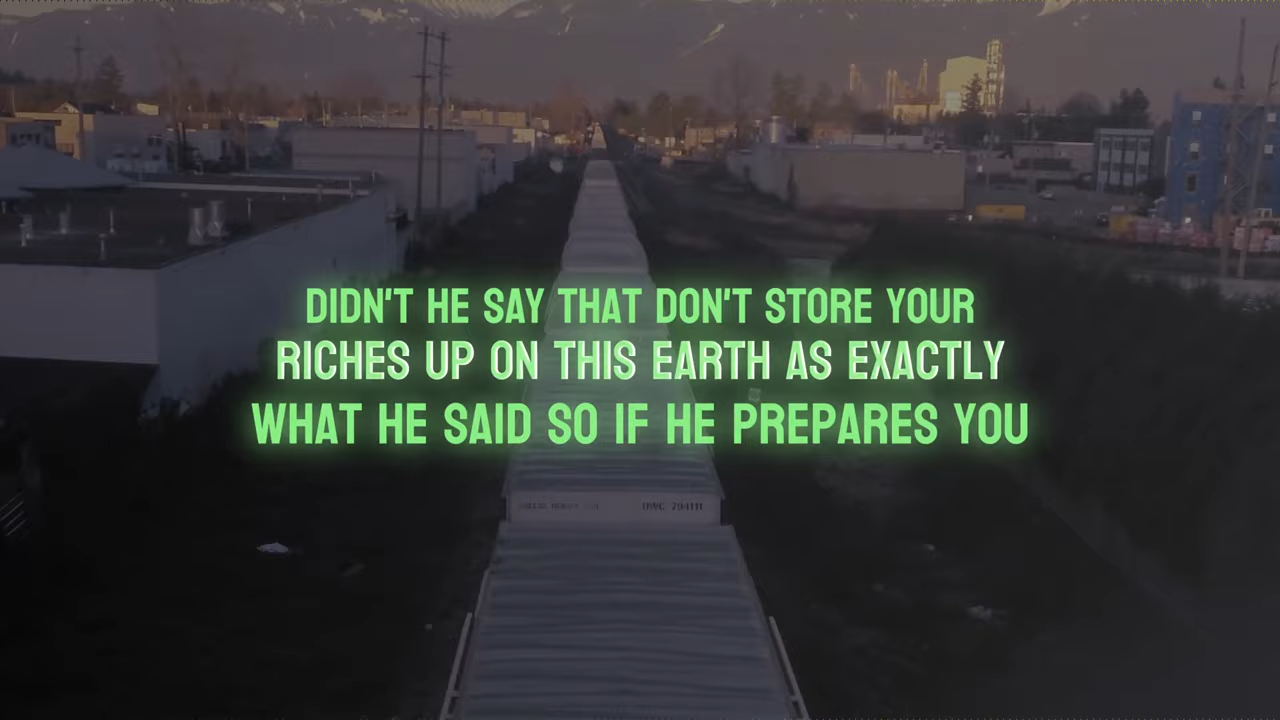 DIDN'T HE SAY THAT DON'T STORE YOUR
RICHES UP ON THIS EARTH AS EXACTLY
WHAT HE SAID SO IF HE PREPARES YOU